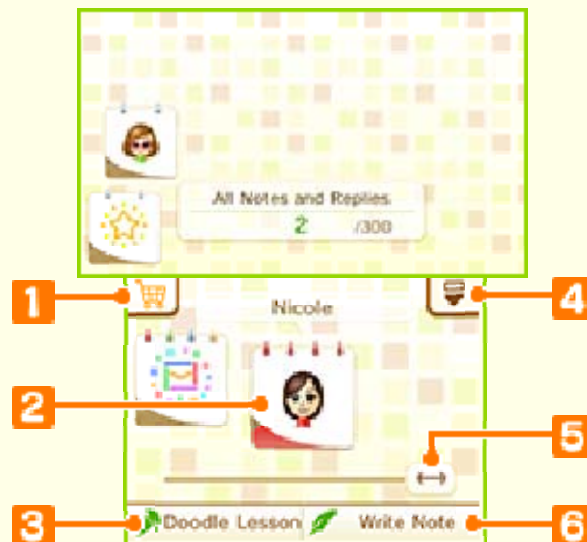 All Notes and Replies
2 /300
1
4
Nicole
2
5
3
Doodle Lesson
Write Note
6